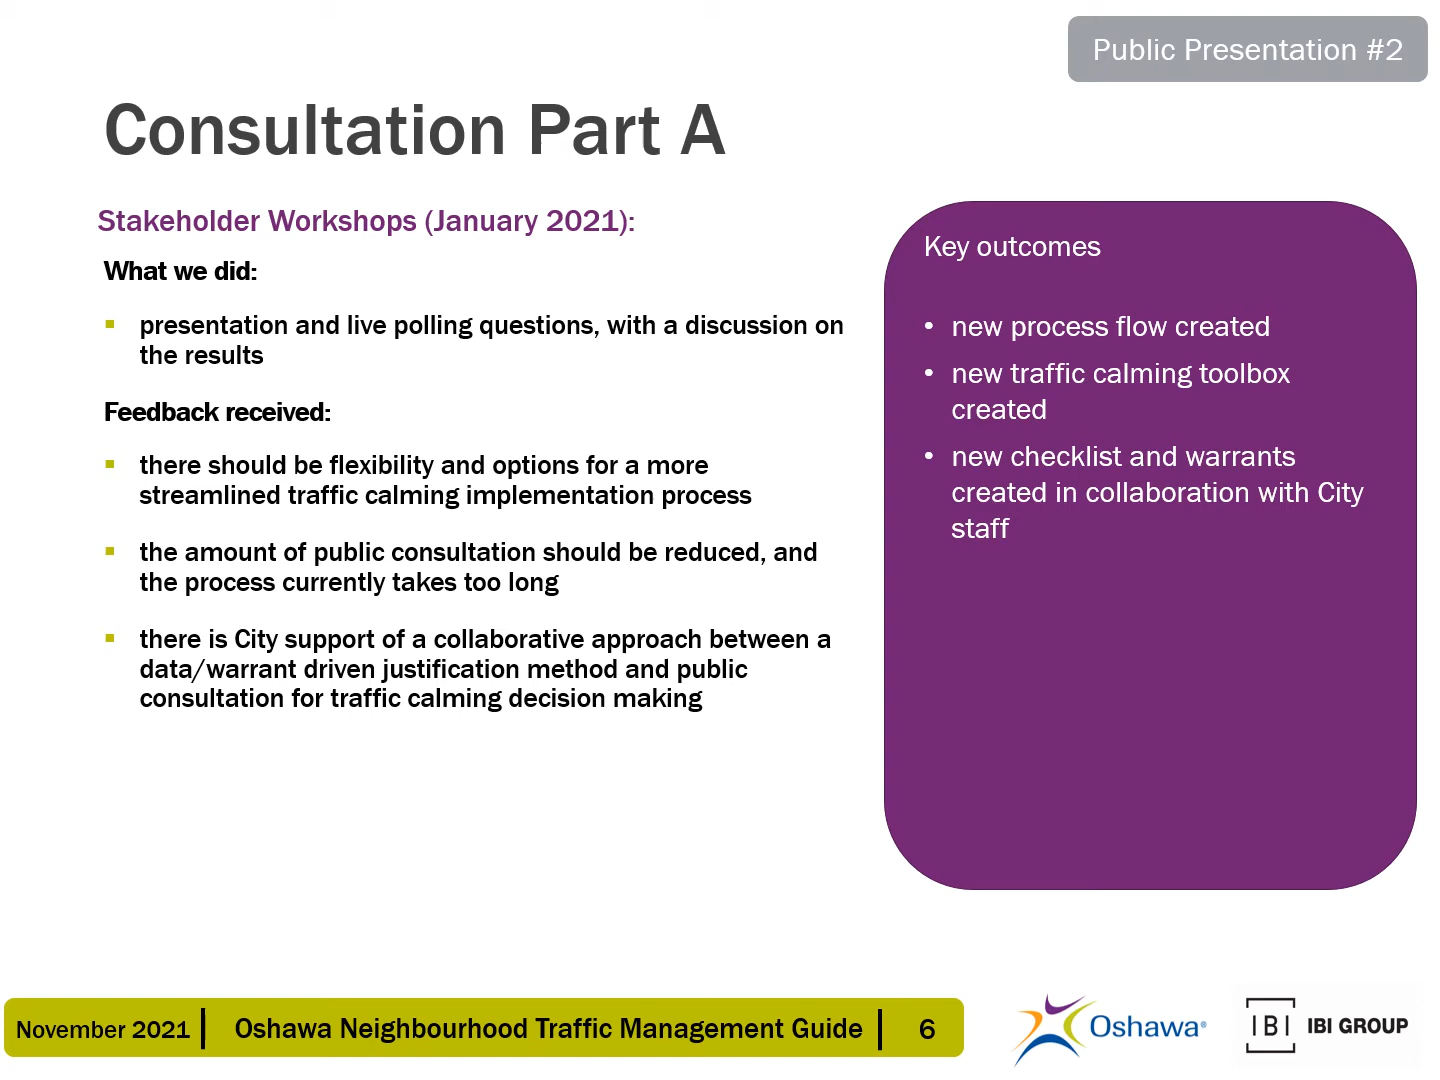 Public Presentation #2
Consultation Part A
Stakeholder Workshops (January 2021):
What we did:
▪ presentation and live polling questions, with a discussion on
the results
Feedback received:
▪ there should be flexibility and options for a more
streamlined traffic calming implementation process
▪ the amount of public consultation should be reduced, and
the process currently takes too long
▪ there is City support of a collaborative approach between a
data/warrant driven justification method and public
consultation for traffic calming decision making
Key outcomes
• new process flow created
• new traffic calming toolbox
created
• new checklist and warrants
created in collaboration with City
staff
November 2021 | Oshawa Neighbourhood Traffic Management Guide | 6
Oshawa®
IBI IBI GROUP